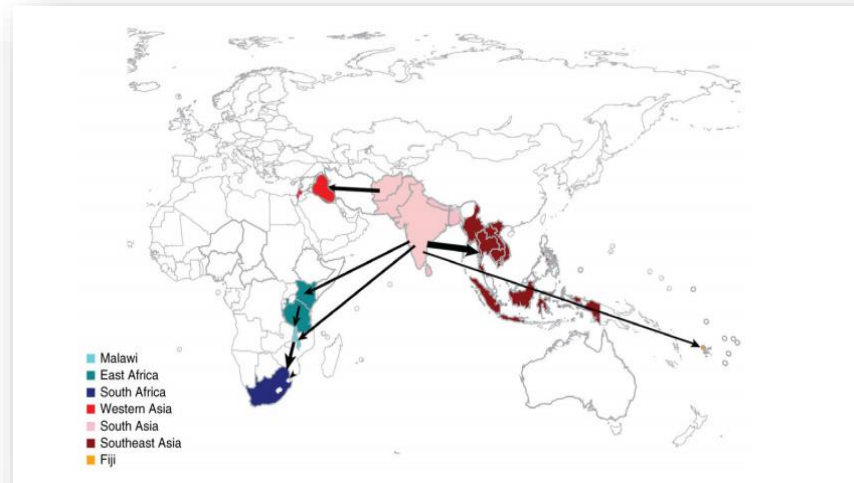 Malawi
East Africa
South Africa
Western Asia
South Asia
Southeast Asia
Fiji